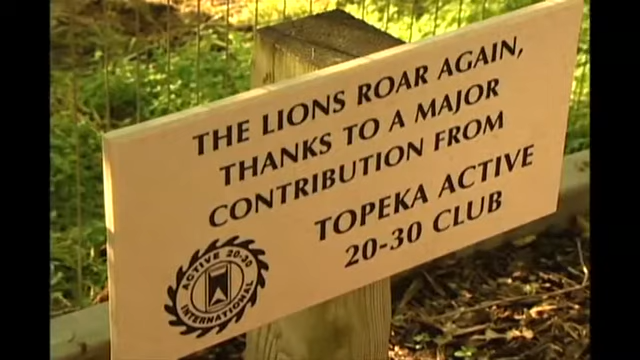 THE LIONS ROAR AGAIN,
THANKS TO A MAJOR
CONTRIBUTION FROM
TOPEKA ACTIVE
20-30 CLUB
ACTIVE 20-30
INTERNATIONAL